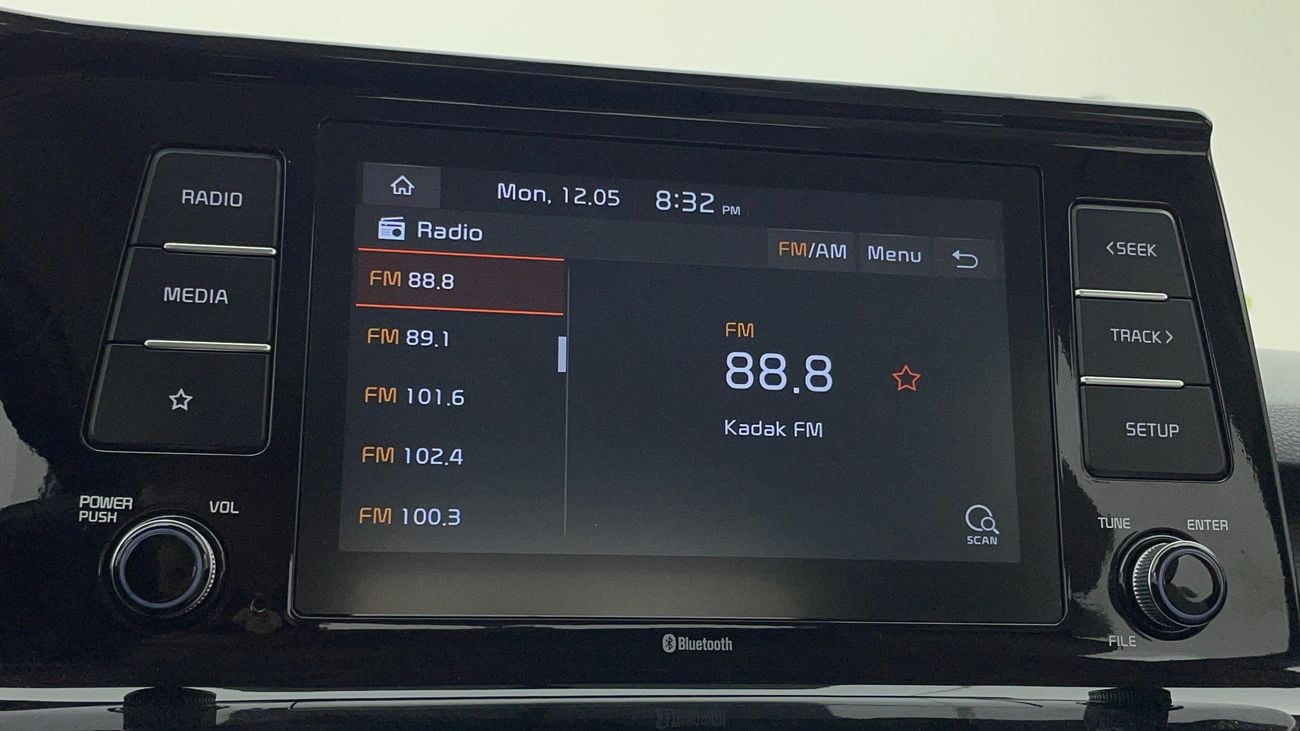 RADIO
MEDIA
POWER
PUSH
VOL
Mon, 12.05 8:32 PM
Radio
FM/AM Menu
FM 88.8
FM 89.1
FM 101.6
FM 102.4
FM 100.3
FM
88.8
Kadak FM
SCAN
<SEEK
TRACK>
SETUP
TUNE
ENTER
FILE
Bluetooth